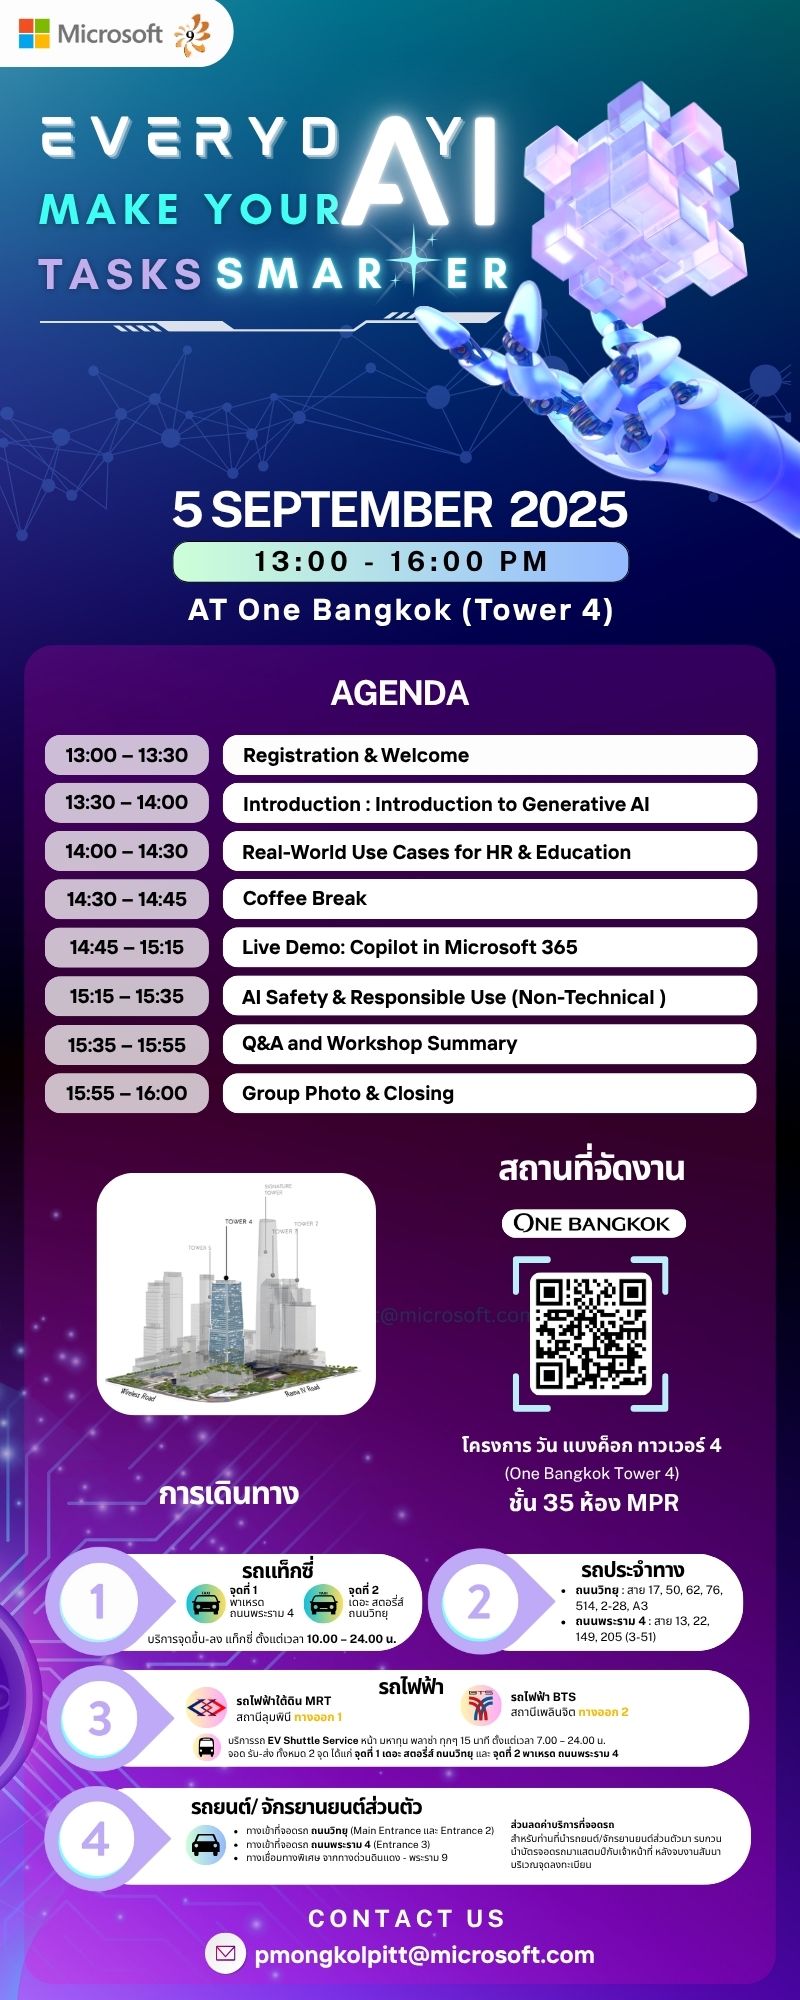 Microsoft 9
EVERYDAY AI
MAKE YOUR
TASKS SMARTER
5 SEPTEMBER 2025
13:00 - 16:00 PM
AT One Bangkok (Tower 4)
AGENDA
13:00 – 13:30 Registration & Welcome
13:30 – 14:00 Introduction : Introduction to Generative AI
14:00 – 14:30 Real-World Use Cases for HR & Education
14:30 – 14:45 Coffee Break
14:45 – 15:15 Live Demo: Copilot in Microsoft 365
15:15 – 15:35 AI Safety & Responsible Use (Non-Technical )
15:35 – 15:55 Q&A and Workshop Summary
15:55 – 16:00 Group Photo & Closing
สถานที่จัดงาน
ONE BANGKOK
SIGNATURE
TOWER
TOWER 4
TOWER 2
TOWER 5
Wireless Road
Rama IV Road
t@microsoft.com
โครงการ วัน แบงค็อก ทาวเวอร์ 4
(One Bangkok Tower 4)
ชั้น 35 ห้อง MPR
การเดินทาง
1
รถแท็กซี่
จุดที่ 1
พาเหรด
ถนนพระราม 4
จุดที่ 2
เดอะ สตอรี่ส์
ถนนวิทยุ
บริการจุดขึ้น-ลง แท็กซี่ ตั้งแต่เวลา 10.00 – 24.00 น.
2
รถประจำทาง
• ถนนวิทยุ : สาย 17, 50, 62, 76,
514, 2-28, A3
• ถนนพระราม 4 : สาย 13, 22,
149, 205 (3-51)
3
รถไฟฟ้า
รถไฟฟ้าใต้ดิน MRT
สถานีลุมพินี ทางออก 1
BTS
รถไฟฟ้า BTS
สถานีเพลินจิต ทางออก 2
บริการรถ EV Shuttle Service หน้า มหาทุน พลาซ่า ทุกๆ 15 นาที ตั้งแต่เวลา 7.00 – 24.00 น.
จอด รับ-ส่ง ทั้งหมด 2 จุด ได้แก่ จุดที่ 1 เดอะ สตอรี่ส์ ถนนวิทยุ และ จุดที่ 2 พาเหรด ถนนพระราม 4
4
รถยนต์/ จักรยานยนต์ส่วนตัว
• ทางเข้าที่จอดรถ ถนนวิทยุ (Main Entrance และ Entrance 2)
• ทางเข้าที่จอดรถ ถนนพระราม 4 (Entrance 3)
• ทางเชื่อมทางพิเศษ จากทางด่วนดินแดง - พระราม 9
ส่วนลดค่าบริการที่จอดรถ
สำหรับท่านที่นำรถยนต์/จักรยานยนต์ส่วนตัวมา รบกวน
นำบัตรจอดรถมาแสตมป์กับเจ้าหน้าที่ หลังจบงานสัมนา
บริเวณจุดลงทะเบียน
CONTACT US
pmongkolpitt@microsoft.com